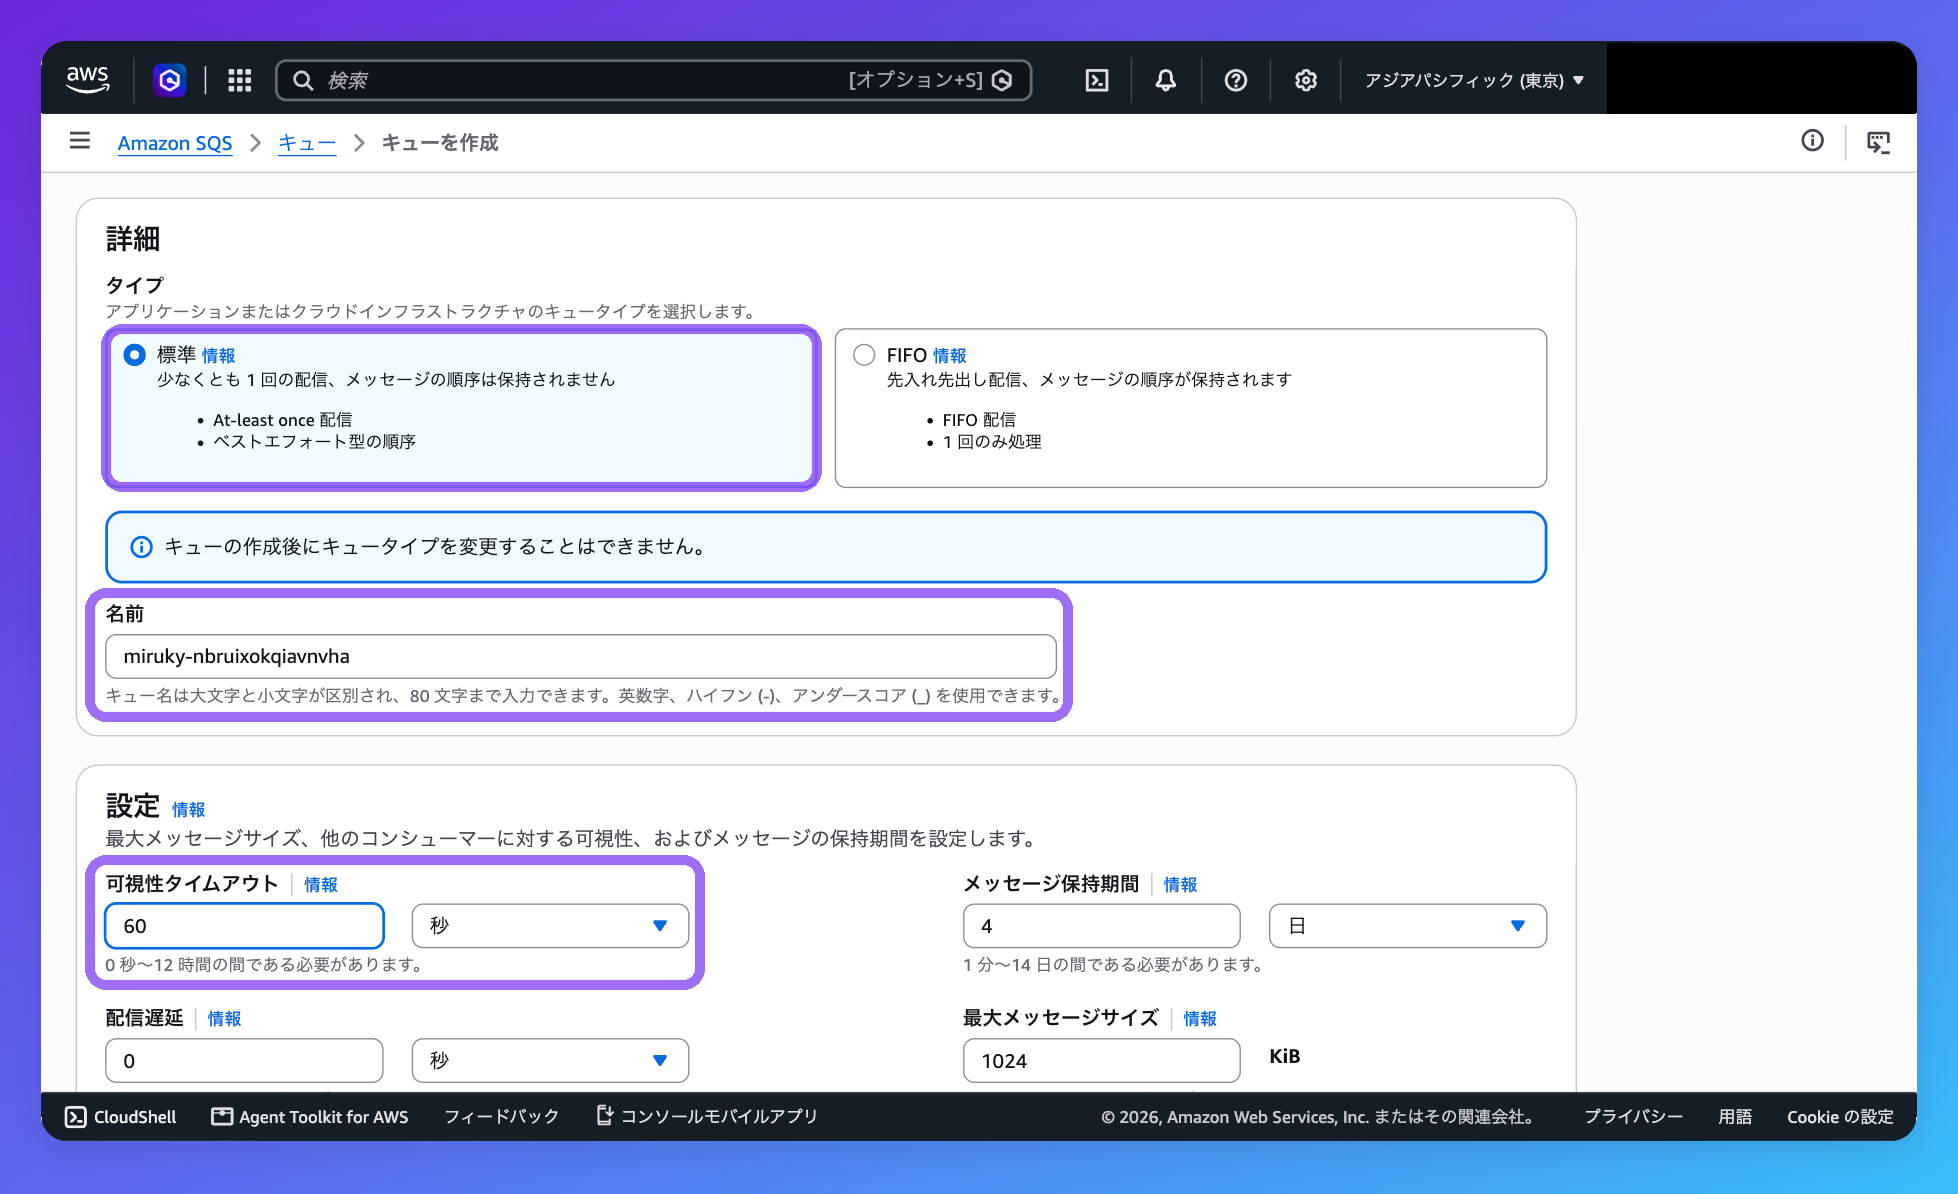 aws
検索
[オプション+S]
アジアパシフィック (東京)
Amazon SQS
キュー
キューを作成
詳細
タイプ
アプリケーションまたはクラウドインフラストラクチャのキュータイプを選択します。
標準 情報
少なくとも 1 回の配信、メッセージの順序は保持されません
• At-least once 配信
• ベストエフォート型の順序
FIFO 情報
先入れ先出し配信、メッセージの順序が保持されます
• FIFO 配信
• 1 回のみ処理
キューの作成後にキュータイプを変更することはできません。
名前
miruky-nbruixokqiavnvha
キュー名は大文字と小文字が区別され、80 文字まで入力できます。英数字、ハイフン (-)、アンダースコア (_) を使用できます。
設定 情報
最大メッセージサイズ、他のコンシューマーに対する可視性、およびメッセージの保持期間を設定します。
可視性タイムアウト 情報
60
秒
0 秒～12 時間の間である必要があります。
メッセージ保持期間 情報
4
日
1 分～14 日の間である必要があります。
配信遅延 情報
0
秒
最大メッセージサイズ 情報
1024
KiB
CloudShell
Agent Toolkit for AWS
フィードバック
コンソールモバイルアプリ
© 2026, Amazon Web Services, Inc. またはその関連会社。
プライバシー
用語
Cookie の設定